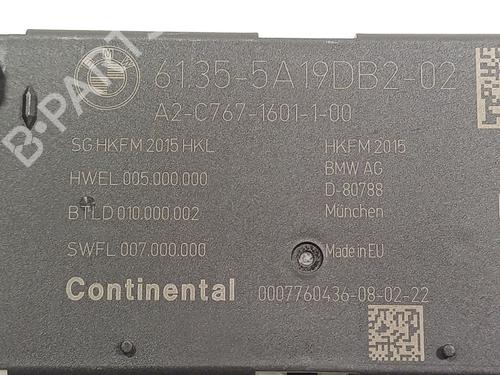 61.35-5A19DB2-02
A2-C767-1601-1-00
SG HKFM 2015 HKL
HWEL 005.000.000
BTLD 010.000.002
SWFL 007.000.000
HKFM 2015
BMW AG
D-80788
München
Made in EU
Continental 0007760436-08-02-22